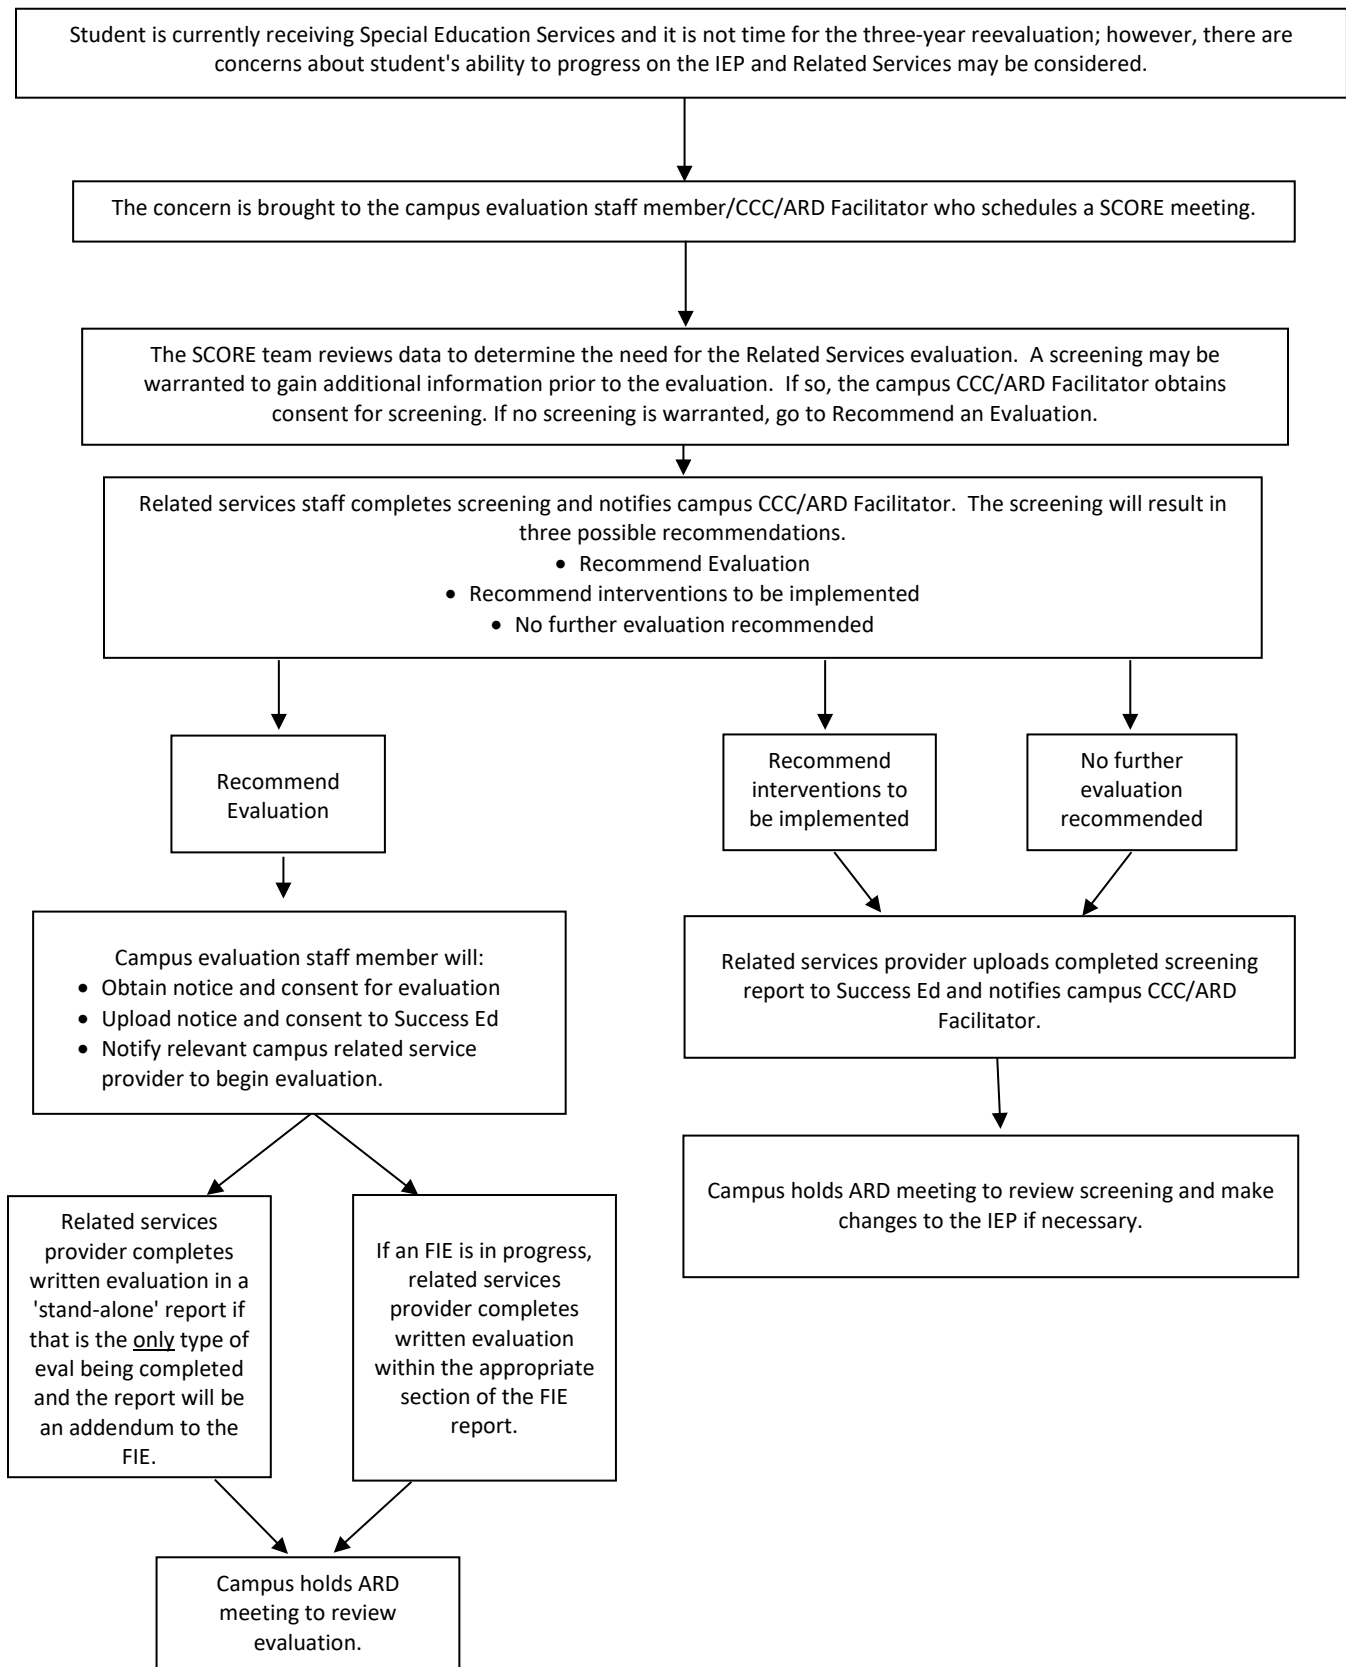 Student is currently receiving Special Education Services and it is not time for the three-year reevaluation; however, there are
concerns about student's ability to progress on the IEP and Related Services may be considered.
The concern is brought to the campus evaluation staff member/CCC/ARD Facilitator who schedules a SCORE meeting.
The SCORE team reviews data to determine the need for the Related Services evaluation.  A screening may be
warranted to gain additional information prior to the evaluation.  If so, the campus CCC/ARD Facilitator obtains
consent for screening. If no screening is warranted, go to Recommend an Evaluation.
Related services staff completes screening and notifies campus CCC/ARD Facilitator.  The screening will result in
three possible recommendations.
• Recommend Evaluation
• Recommend interventions to be implemented
• No further evaluation recommended
Recommend
Evaluation
Recommend
interventions to
be implemented
No further
evaluation
recommended
Campus evaluation staff member will:
• Obtain notice and consent for evaluation
• Upload notice and consent to Success Ed
• Notify relevant campus related service
provider to begin evaluation.
Related services provider uploads completed screening
report to Success Ed and notifies campus CCC/ARD
Facilitator.
Related services
provider completes
written evaluation in a
'stand-alone' report if
that is the only type of
eval being completed
and the report will be
an addendum to the
FIE.
If an FIE is in progress,
related services
provider completes
written evaluation
within the appropriate
section of the FIE
report.
Campus holds ARD meeting to review screening and make
changes to the IEP if necessary.
Campus holds ARD
meeting to review
evaluation.